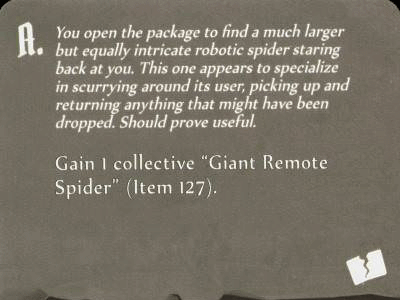 A. You open the package to find a much larger
but equally intricate robotic spider staring
back at you. This one appears to specialize
in scurrying around its user, picking up and
returning anything that might have been
dropped. Should prove useful.
Gain 1 collective “Giant Remote
Spider” (Item 127).